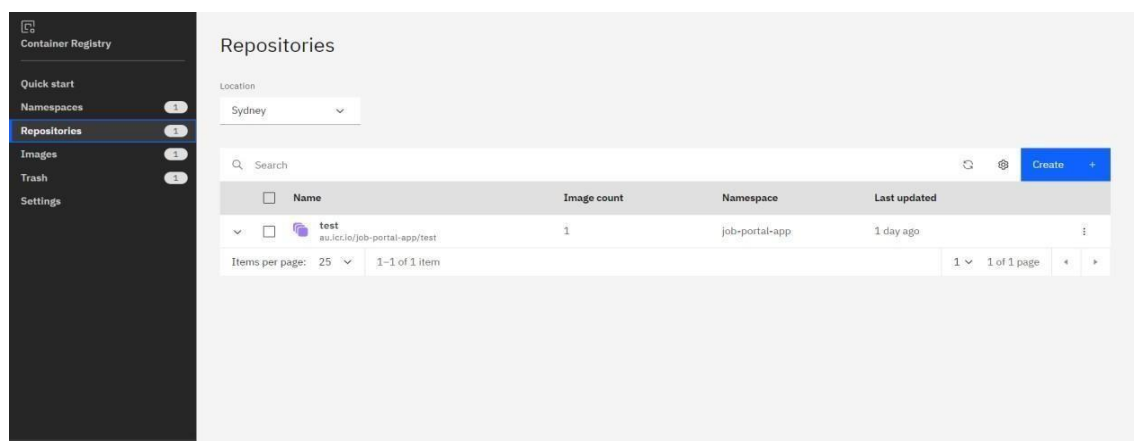 Container Registry
Quick start
Namespaces 1
Repositories 1
Images 1
Trash 1
Settings
Repositories
Location
Sydney
Search
Create +
Name Image count Namespace Last updated
test 1 job-portal-app 1 day ago
au.icr.io/job-portal-app/test
Items per page: 25 1–1 of 1 item 1 1 of 1 page